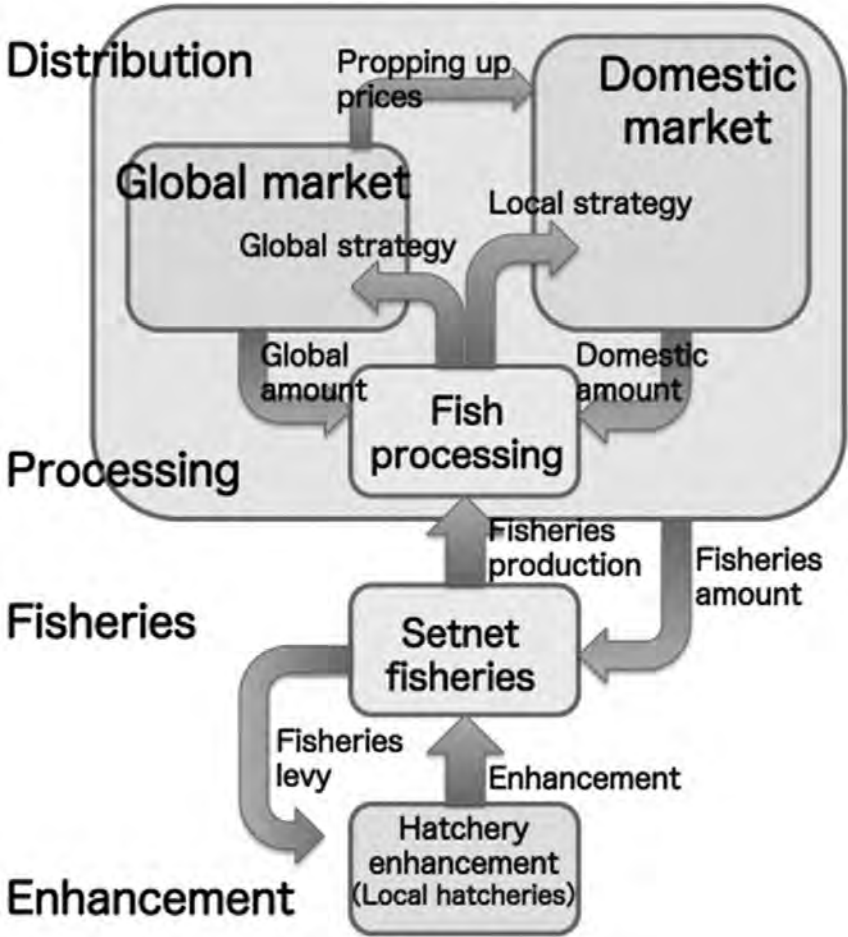 Distribution
Propping up
prices
Domestic
market
Global market
Local strategy
Global strategy
Global
amount
Domestic
amount
Fish
processing
Processing
Fisheries
production
Fisheries
amount
Fisheries
Setnet
fisheries
Fisheries
levy
Enhancement
Hatchery
enhancement
(Local hatcheries)
Enhancement